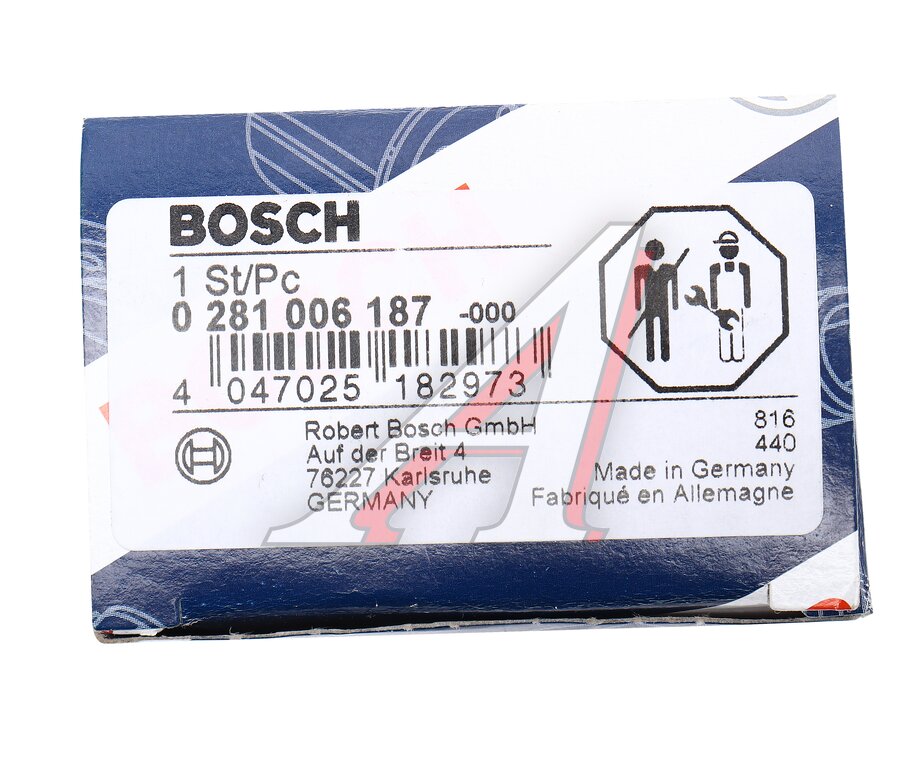 BOSCH
1 St/Pc
0 281 006 187 -000
4 047025 182973
Robert Bosch GmbH
Auf der Breit 4
76227 Karlsruhe
GERMANY
816
440
Made in Germany
Fabriqué en Allemagne